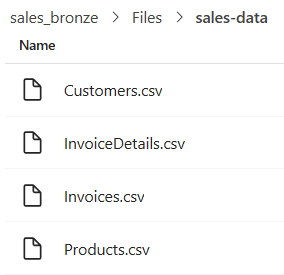 sales_bronze > Files > sales-data
Name
Customers.csv
InvoiceDetails.csv
Invoices.csv
Products.csv